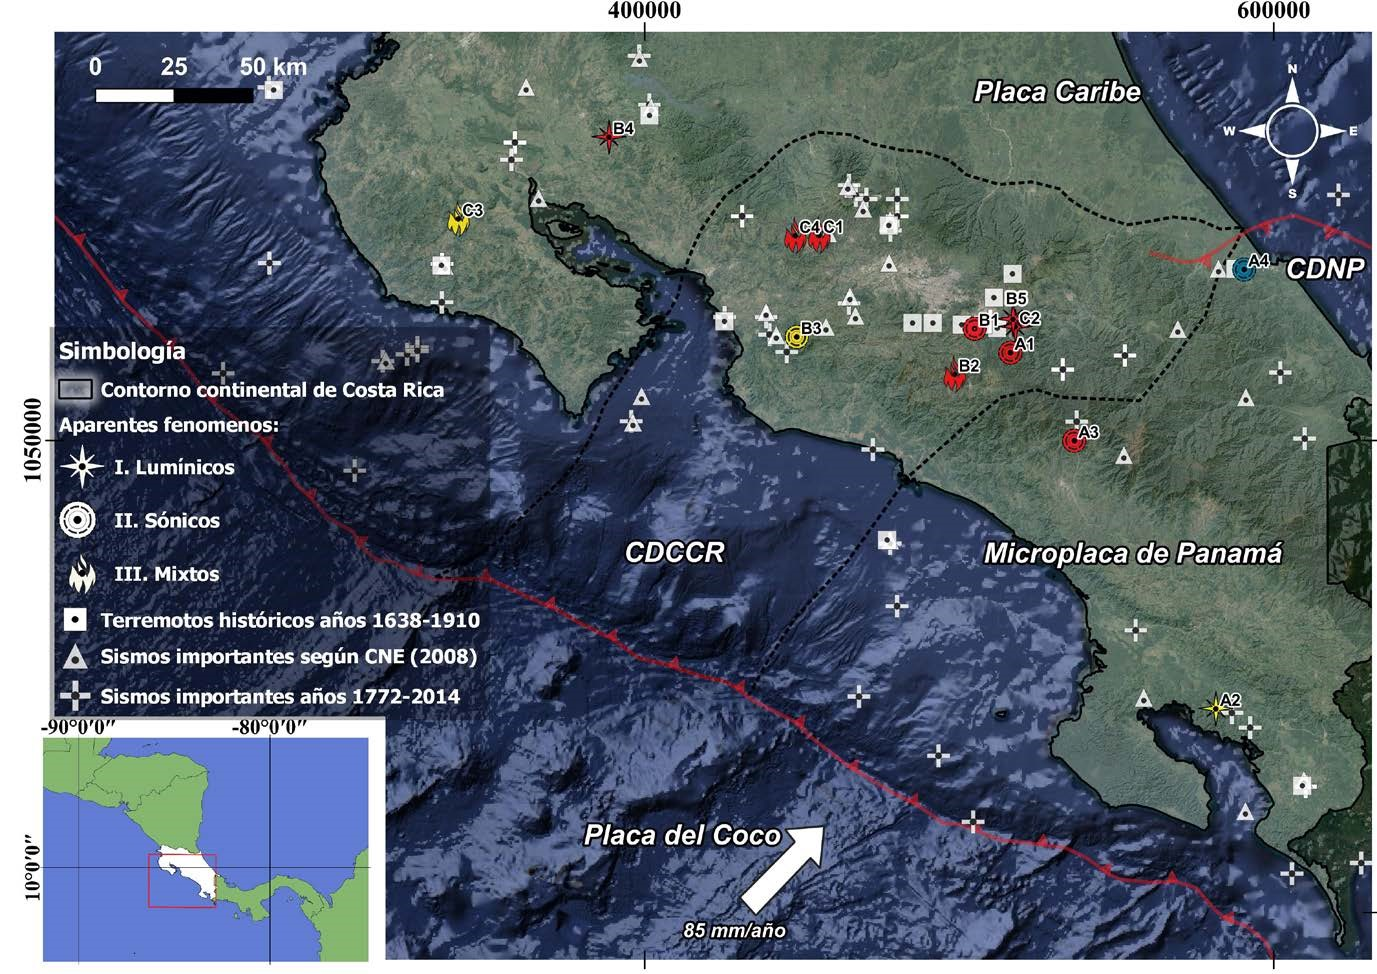 400000
600000
0 25 50 km
Placa Caribe
N
W E
S
B4
C3
C4 C1
CDNP
A4
B5
B1 C2
B3
A1
B2
A3
1050000
Simbología
Contorno continental de Costa Rica
Aparentes fenomenos:
I. Lumínicos
II. Sónicos
III. Mixtos
Terremotos históricos años 1638-1910
Sismos importantes según CNE (2008)
Sismos importantes años 1772-2014
CDCCR
Microplaca de Panamá
A2
Placa del Coco
85 mm/año
-90°0'0'' -80°0'0''
10°0'0''